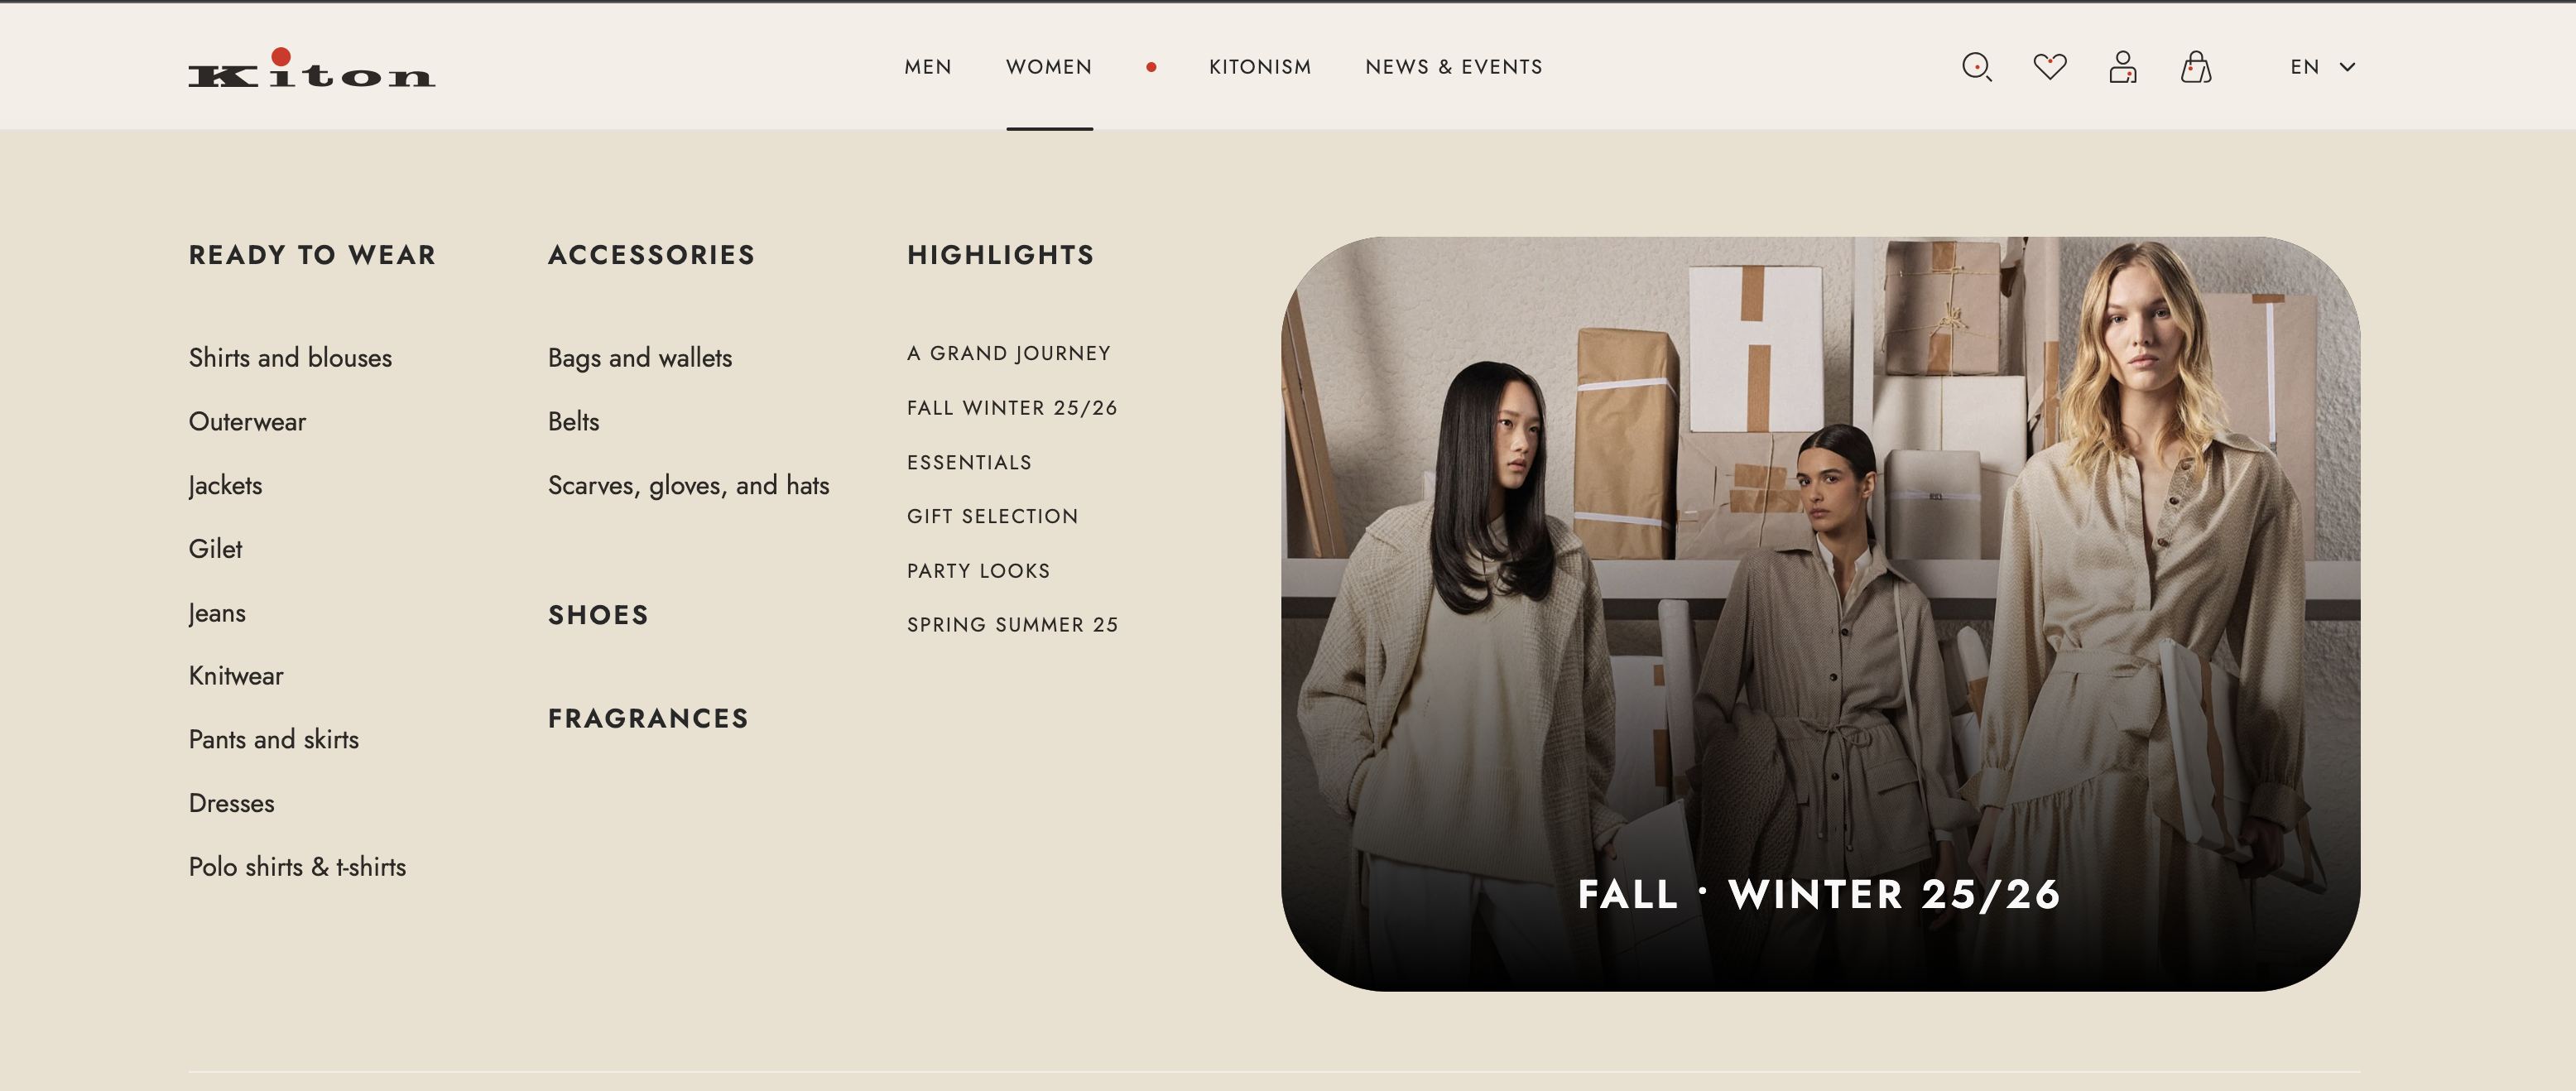 Kiton
MEN
WOMEN
KITONISM
NEWS & EVENTS
EN
READY TO WEAR
Shirts and blouses
Outerwear
Jackets
Gilet
Jeans
Knitwear
Pants and skirts
Dresses
Polo shirts & t-shirts
ACCESSORIES
Bags and wallets
Belts
Scarves, gloves, and hats
SHOES
FRAGRANCES
HIGHLIGHTS
A GRAND JOURNEY
FALL WINTER 25/26
ESSENTIALS
GIFT SELECTION
PARTY LOOKS
SPRING SUMMER 25
FALL · WINTER 25/26